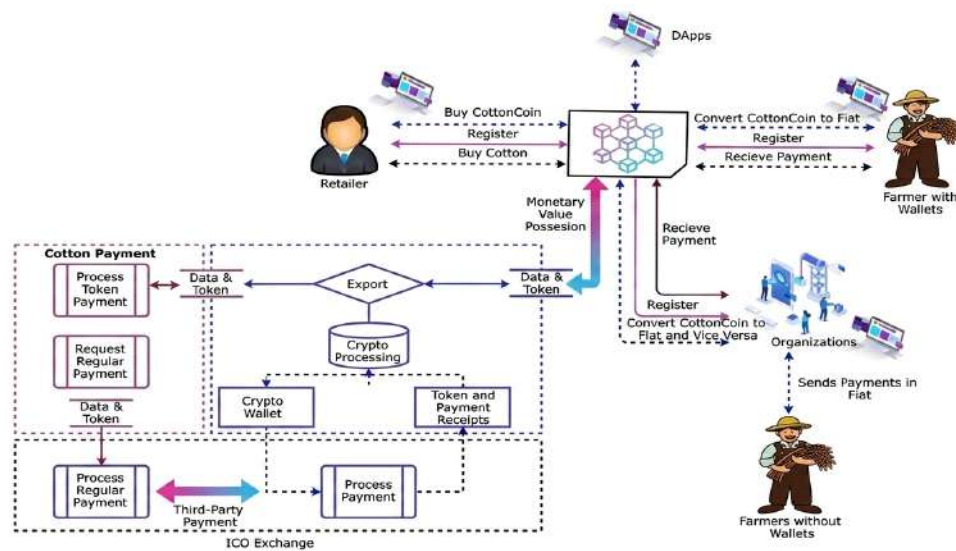 DApps
Buy CottonCoin
Register
Buy Cotton
Retailer
Convert CottonCoin to Fiat
Register
Recieve Payment
Farmer with
Wallets
Monetary
Value
Possesion
Recieve
Payment
Register
Convert CottonCoin to
Fiat and Vice Versa
Organizations
Sends Payments in
Fiat
Farmers without
Wallets
Cotton Payment
Process
Token
Payment
Data &
Token
Export
Data &
Token
Crypto
Processing
Request
Regular
Payment
Data &
Token
Crypto
Wallet
Token and
Payment
Receipts
Process
Regular
Payment
Third-Party
Payment
Process
Payment
ICO Exchange